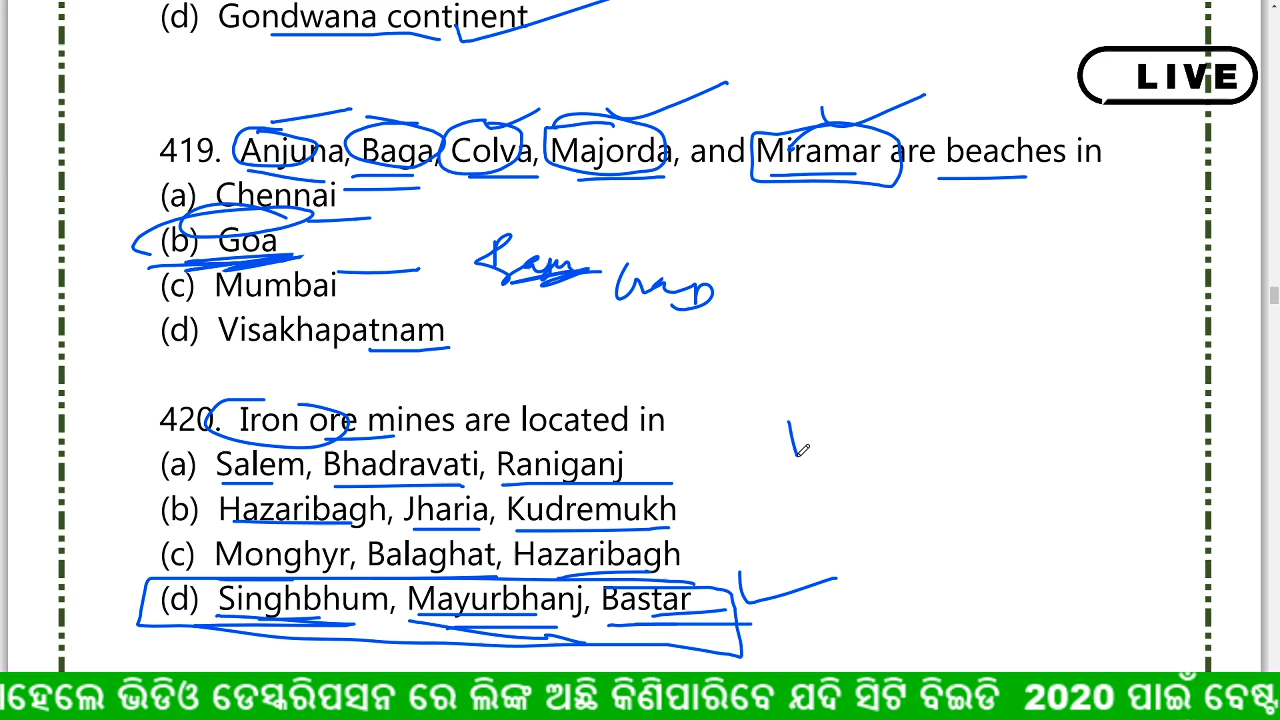 (d) Gondwana continent
LIVE
419. Anjuna, Baga, Colva, Majorda, and Miramar are beaches in
(a) Chennai
(b) Goa
(c) Mumbai
(d) Visakhapatnam
420. Iron ore mines are located in
(a) Salem, Bhadravati, Raniganj
(b) Hazaribagh, Jharia, Kudremukh
(c) Monghyr, Balaghat, Hazaribagh
(d) Singhbhum, Mayurbhanj, Bastar
ାହେଲେ ଭିଡିଓ ଡେସ୍କରିପସନ ରେ ଲିଙ୍କ ଅଛି କିଣିପାରିବେ ଯଦି ସିଟି ବିଇଡି 2020 ପାଇଁ ବେଷ୍ଟ